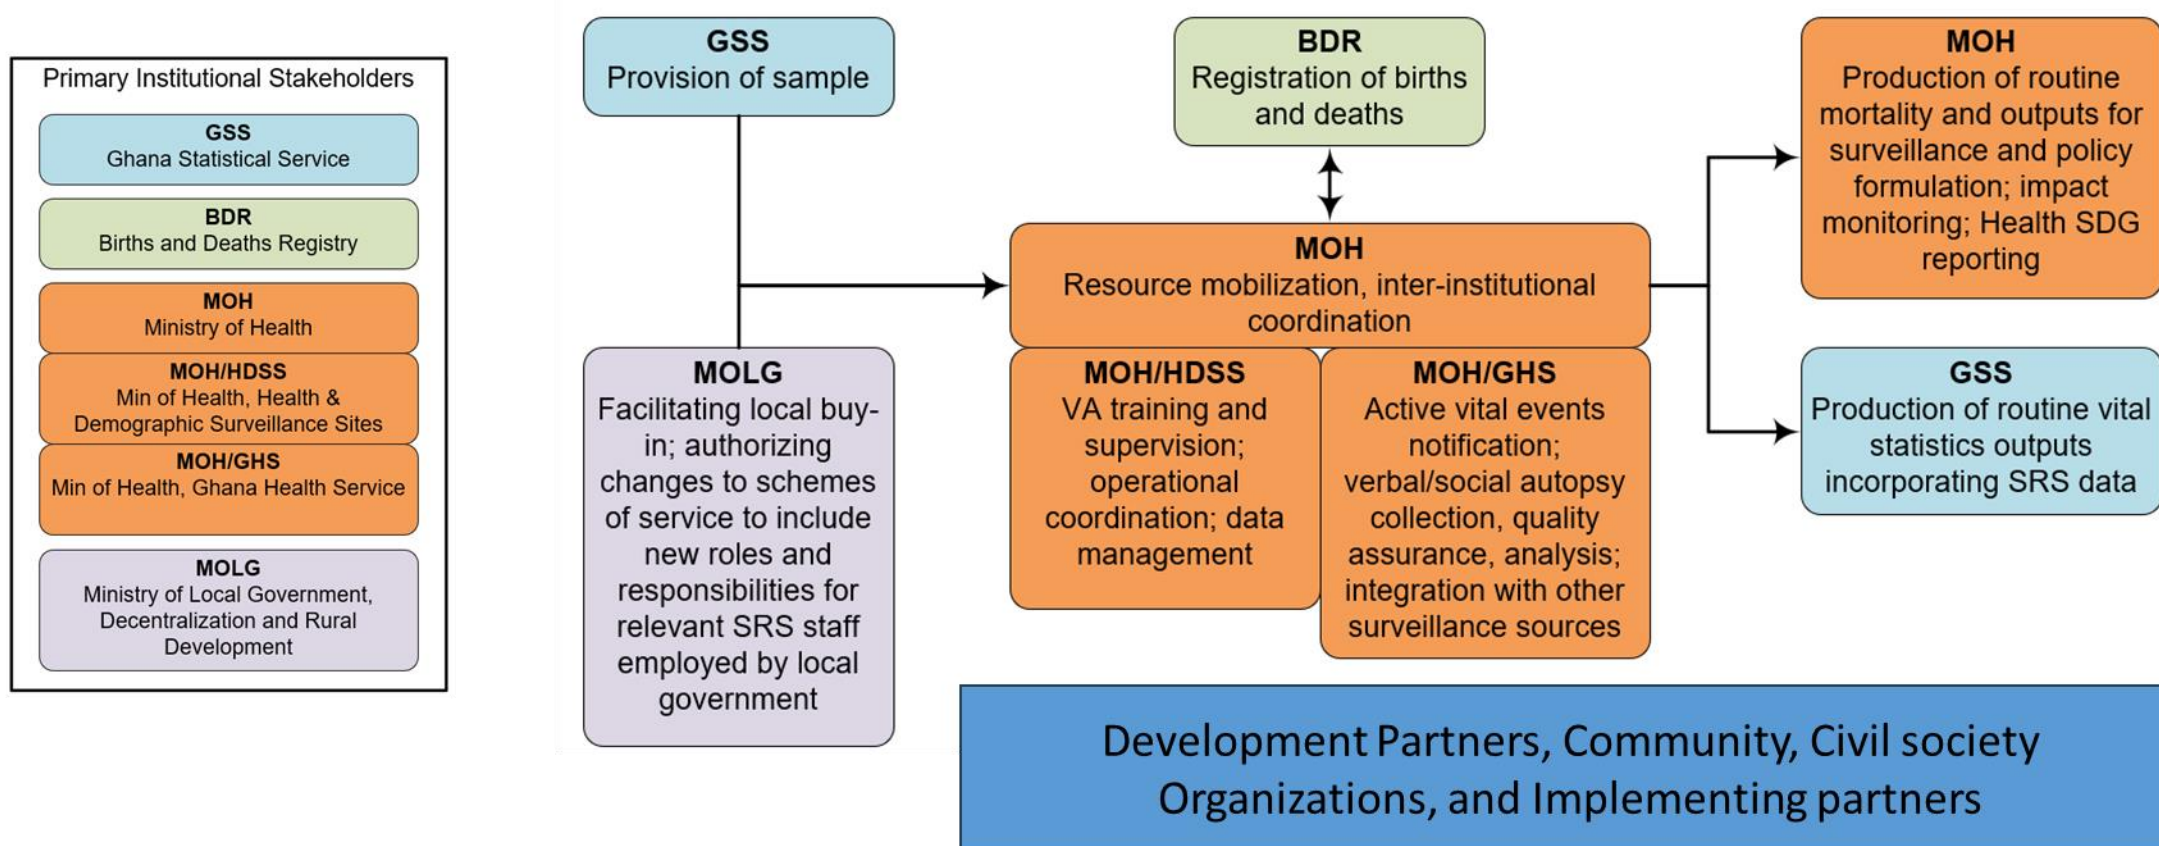 Primary Institutional Stakeholders
GSS
Ghana Statistical Service
BDR
Births and Deaths Registry
MOH
Ministry of Health
MOH/HDSS
Min of Health, Health &
Demographic Surveillance Sites
MOH/GHS
Min of Health, Ghana Health Service
MOLG
Ministry of Local Government,
Decentralization and Rural
Development
GSS
Provision of sample
MOLG
Facilitating local buy-
in; authorizing
changes to schemes
of service to include
new roles and
responsibilities for
relevant SRS staff
employed by local
government
BDR
Registration of births
and deaths
MOH
Resource mobilization, inter-institutional
coordination
MOH/HDSS
VA training and
supervision;
operational
coordination; data
management
MOH/GHS
Active vital events
notification;
verbal/social autopsy
collection, quality
assurance, analysis;
integration with other
surveillance sources
MOH
Production of routine
mortality and outputs for
surveillance and policy
formulation; impact
monitoring; Health SDG
reporting
GSS
Production of routine vital
statistics outputs
incorporating SRS data
Development Partners, Community, Civil society
Organizations, and Implementing partners